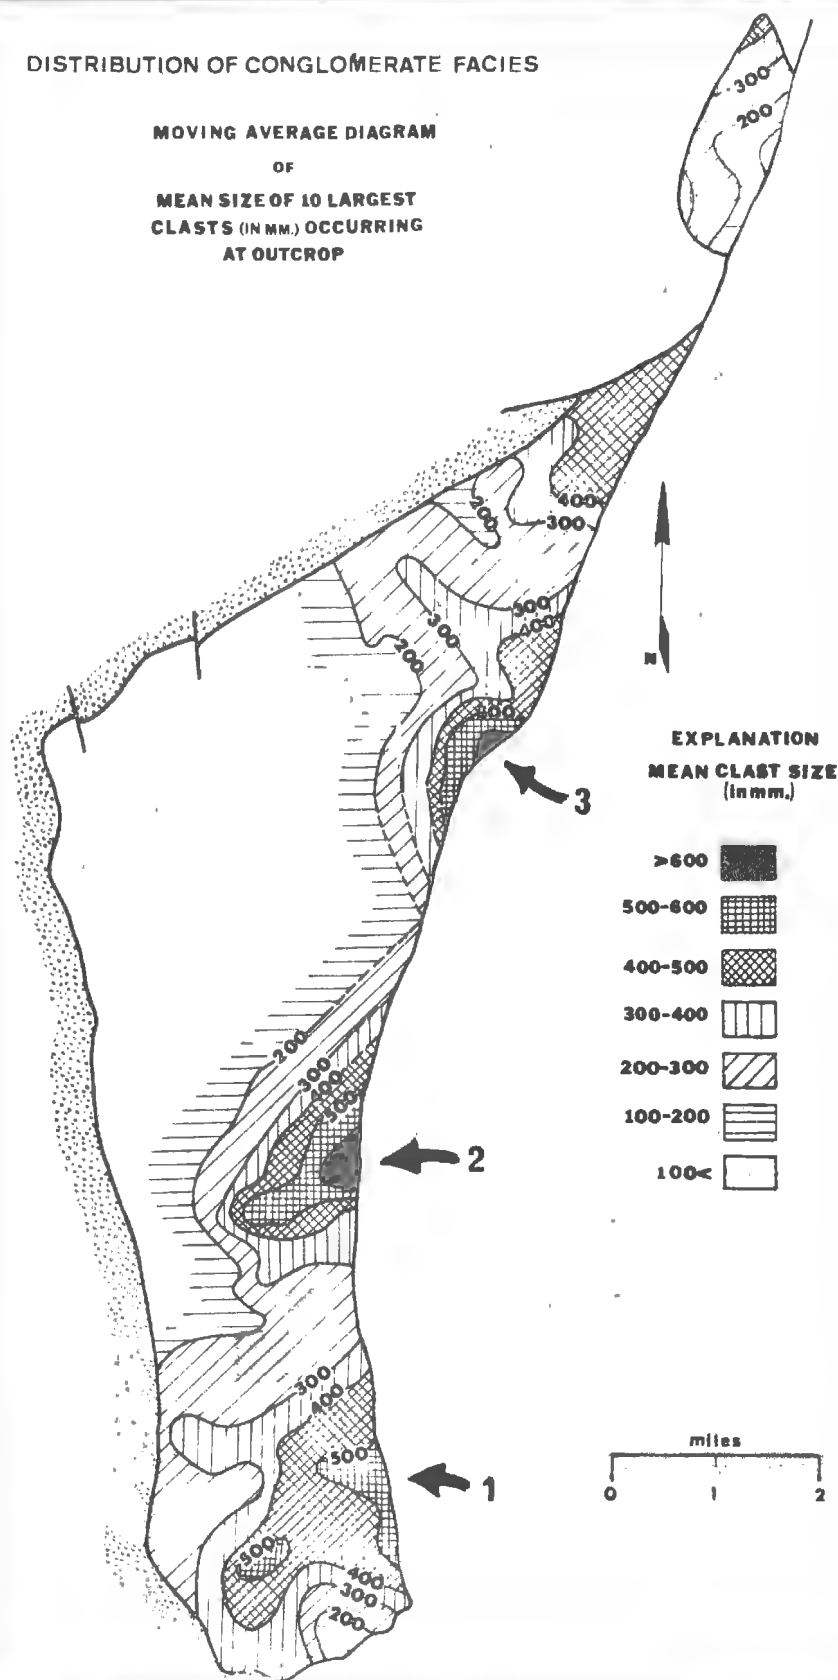 DISTRIBUTION OF CONGLOMERATE FACIES
MOVING AVERAGE DIAGRAM
OF
MEAN SIZE OF 10 LARGEST
CLASTS (IN MM.) OCCURRING
AT OUTCROP
300
200
400
200
300
300
400
300
200
400
N
3
EXPLANATION
MEAN CLAST SIZE
(in mm.)
>600
500-600
400-500
300-400
200-300
100-200
100<
200
300
400
500
2
300
400
500
1
miles
0 1 2
500
400
300
200